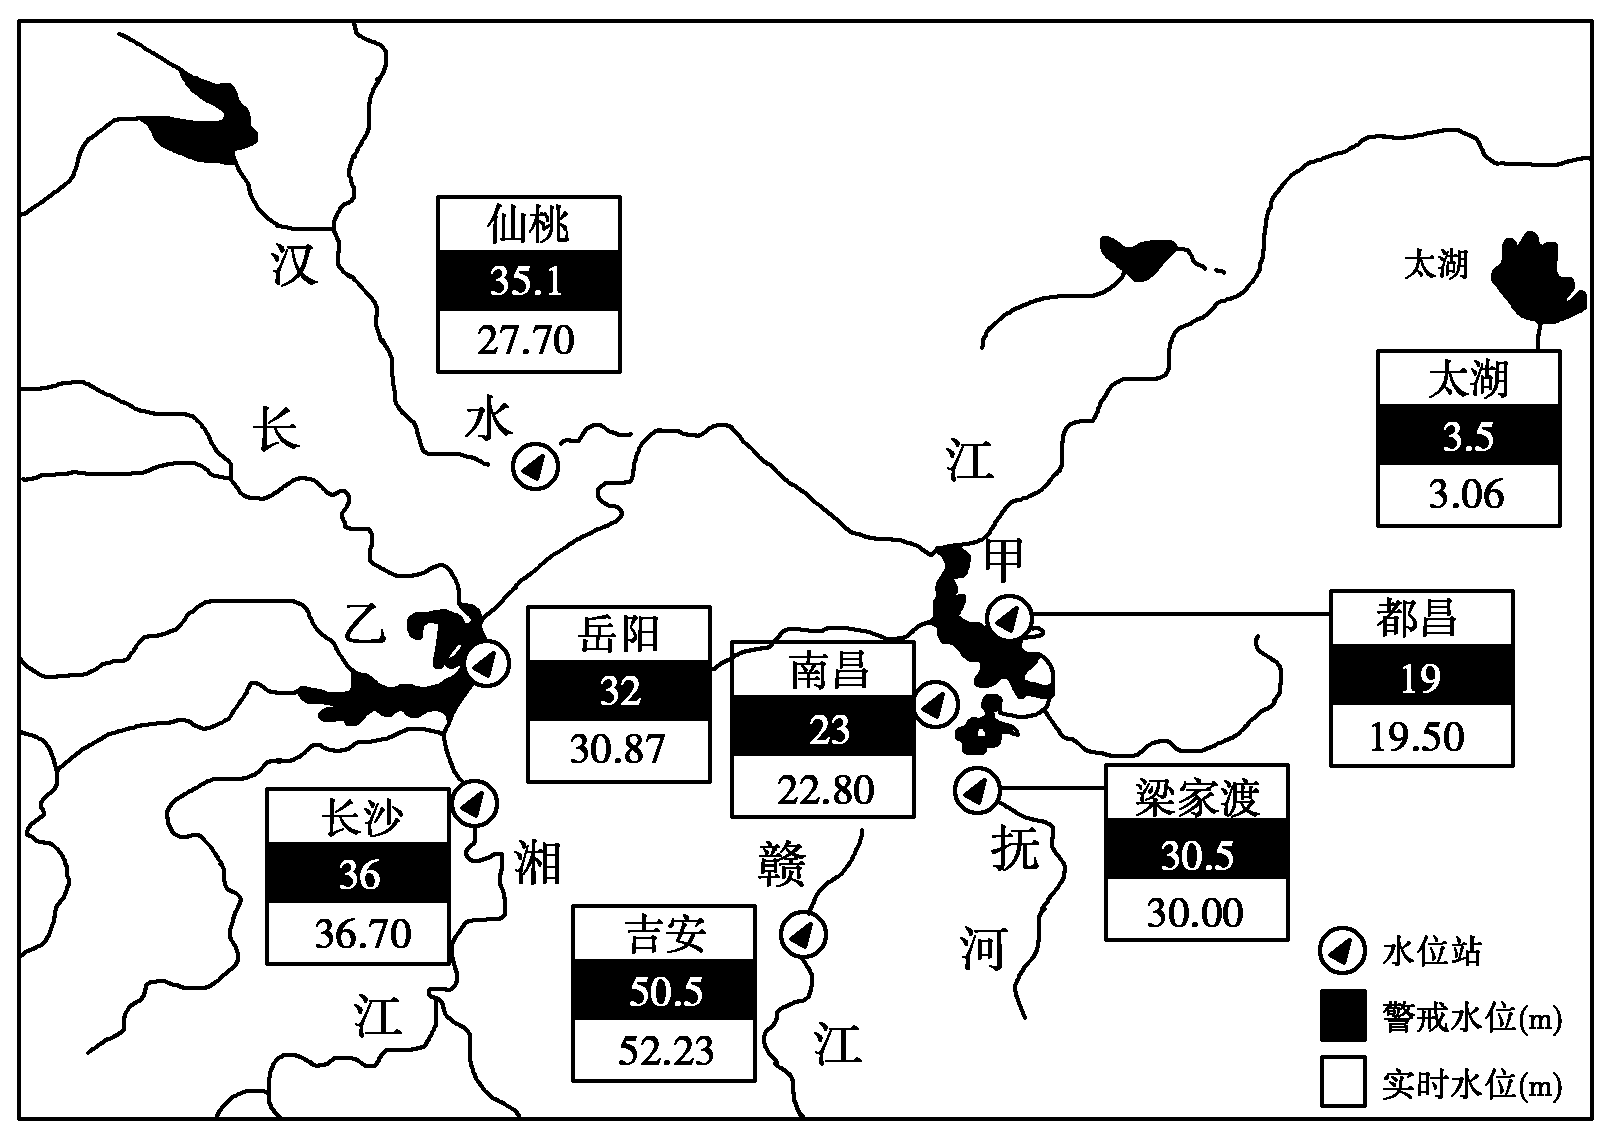 仙桃
35.1
27.70
汉
水
太湖
太湖
3.5
3.06
长
江
甲
乙
岳阳
32
30.87
南昌
23
22.80
都昌
19
19.50
长沙
36
36.70
湘
江
赣
江
吉安
50.5
52.23
抚
河
梁家渡
30.5
30.00
水位站
警戒水位(m)
实时水位(m)